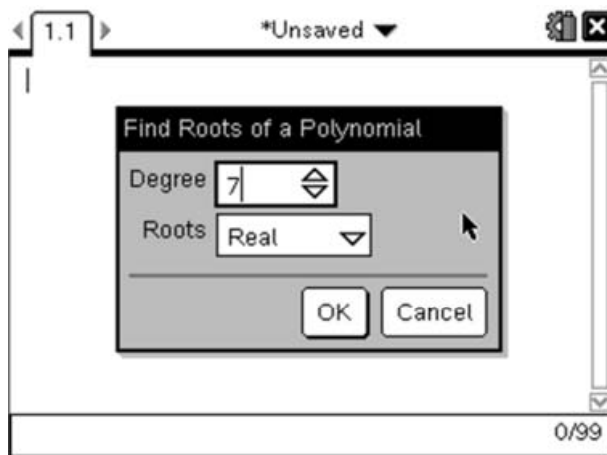 1.1 *Unsaved
Find Roots of a Polynomial
Degree 7
Roots Real
OK Cancel
0/99